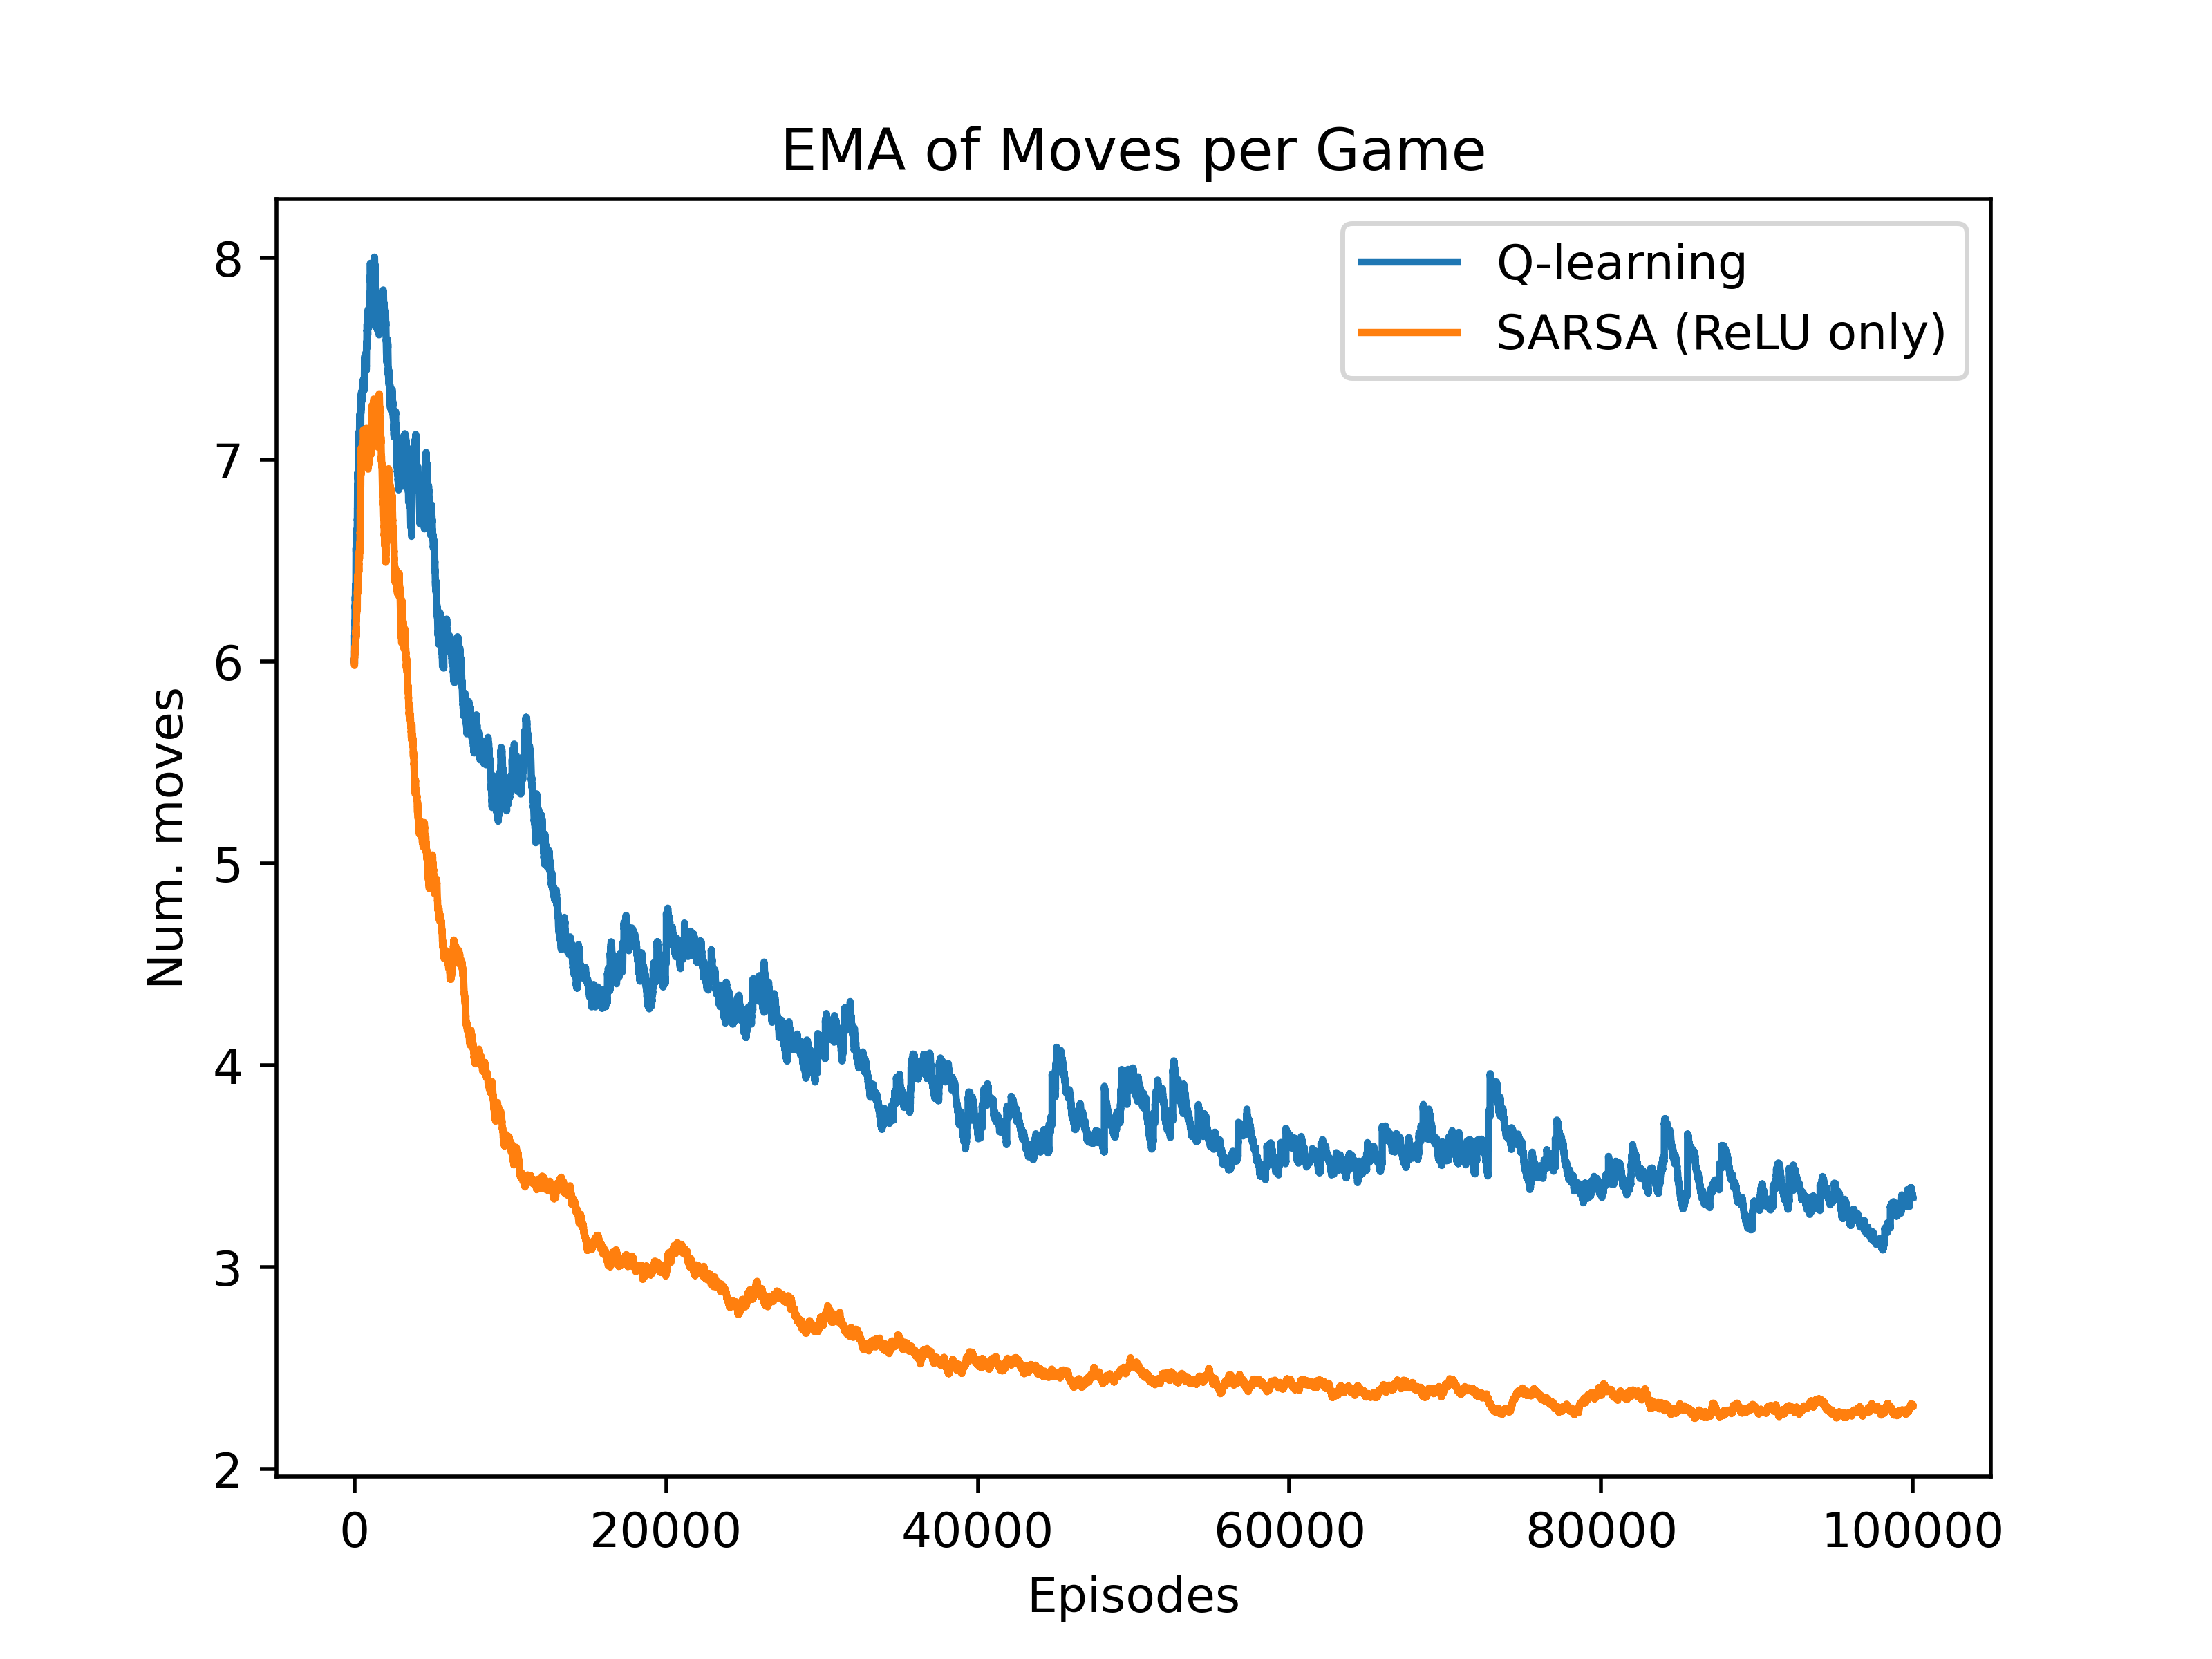 EMA of Moves per Game
Q-learning
SARSA (ReLU only)
8
7
6
5
4
3
2
Num. moves
0 20000 40000 60000 80000 100000
Episodes